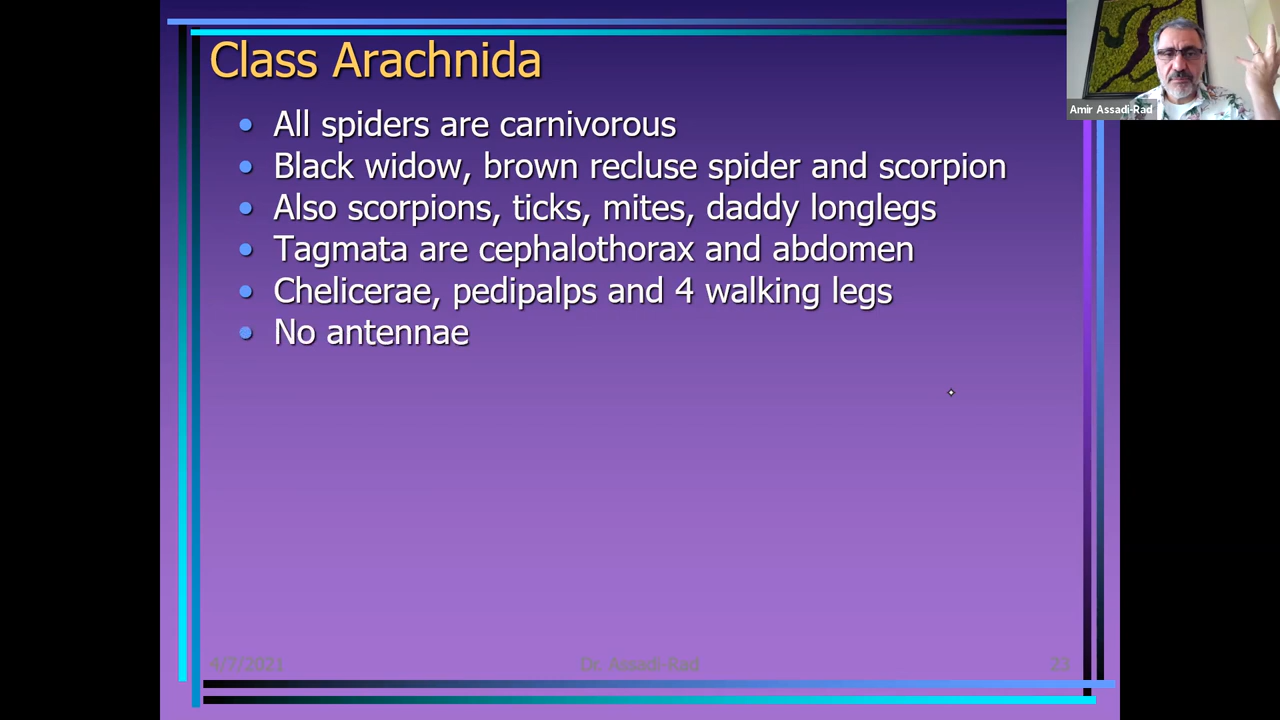 Class Arachnida
• All spiders are carnivorous
• Black widow, brown recluse spider and scorpion
• Also scorpions, ticks, mites, daddy longlegs
• Tagmata are cephalothorax and abdomen
• Chelicerae, pedipalps and 4 walking legs
• No antennae
Amir Assadi-Rad
4/7/2021 Dr. Assadi-Rad 23